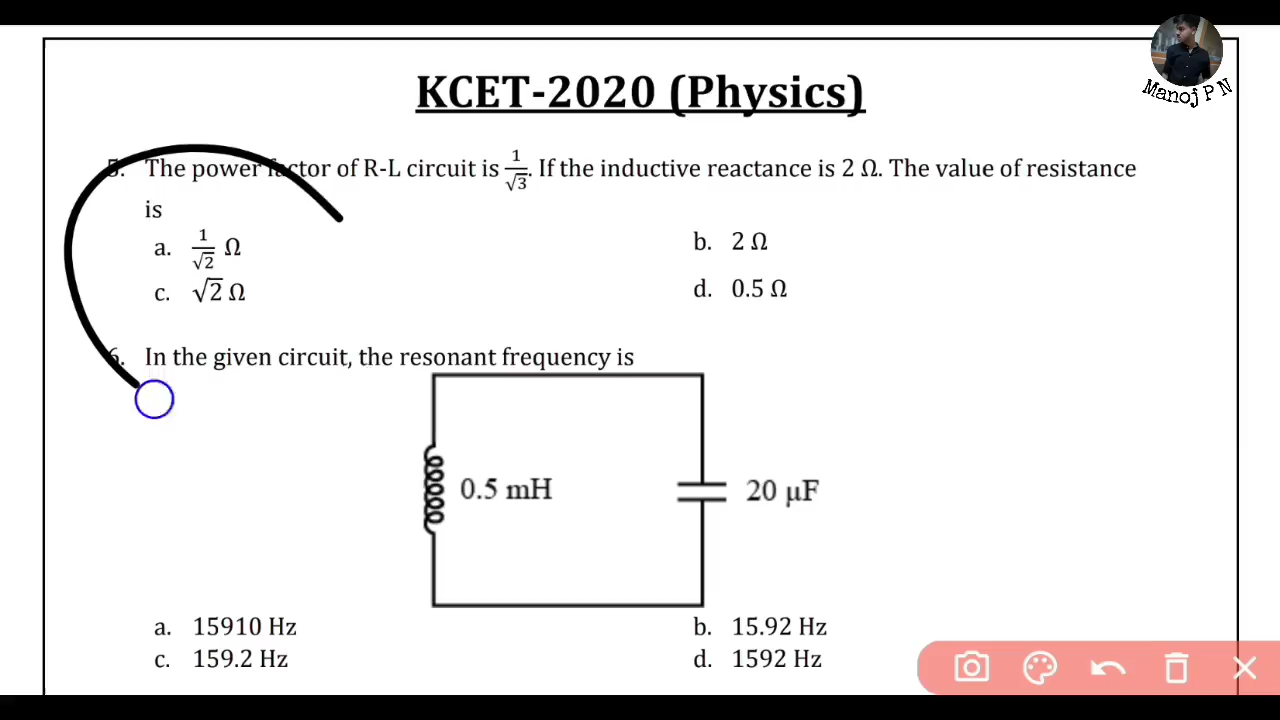 Manoj P N
KCET-2020 (Physics)
5. The power factor of R-L circuit is 1/√3. If the inductive reactance is 2 Ω. The value of resistance
is
a. 1/√2 Ω
b. 2 Ω
c. √2 Ω
d. 0.5 Ω
6. In the given circuit, the resonant frequency is
0.5 mH
20 µF
a. 15910 Hz
b. 15.92 Hz
c. 159.2 Hz
d. 1592 Hz